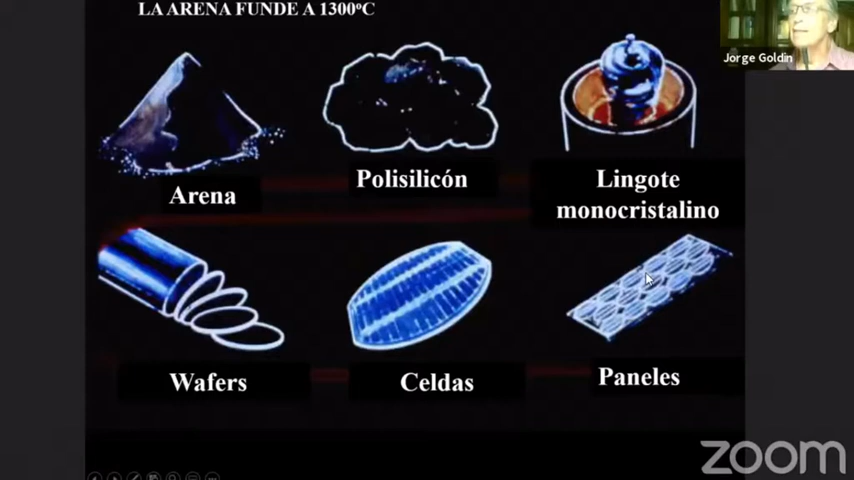 LA ARENA FUNDE A 1300ºC
Jorge Goldin
Arena
Polisilicón
Lingote
monocristalino
Wafers
Celdas
Paneles
zoom